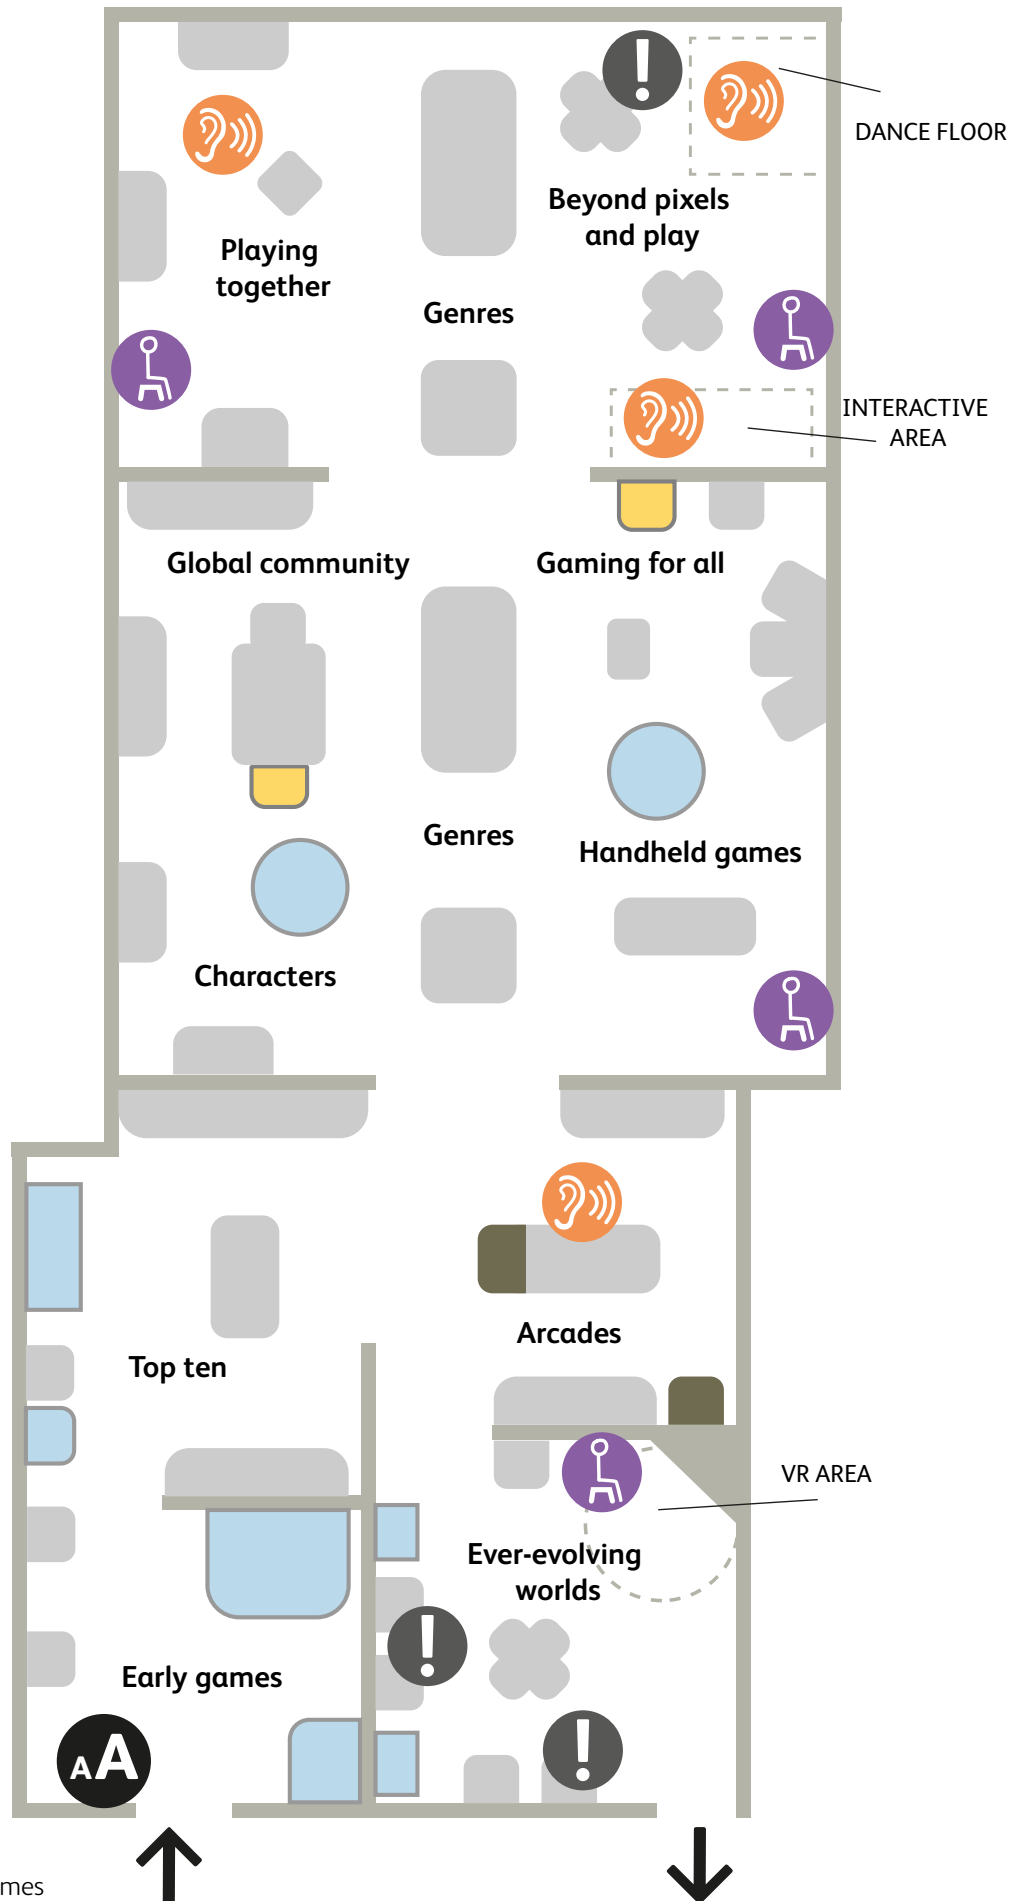 DANCE FLOOR
Beyond pixels
and play
Playing
together
Genres
INTERACTIVE
AREA
Global community
Gaming for all
Genres
Handheld games
Characters
Arcades
Top ten
VR AREA
Ever-evolving
worlds
Early games
AA
mes